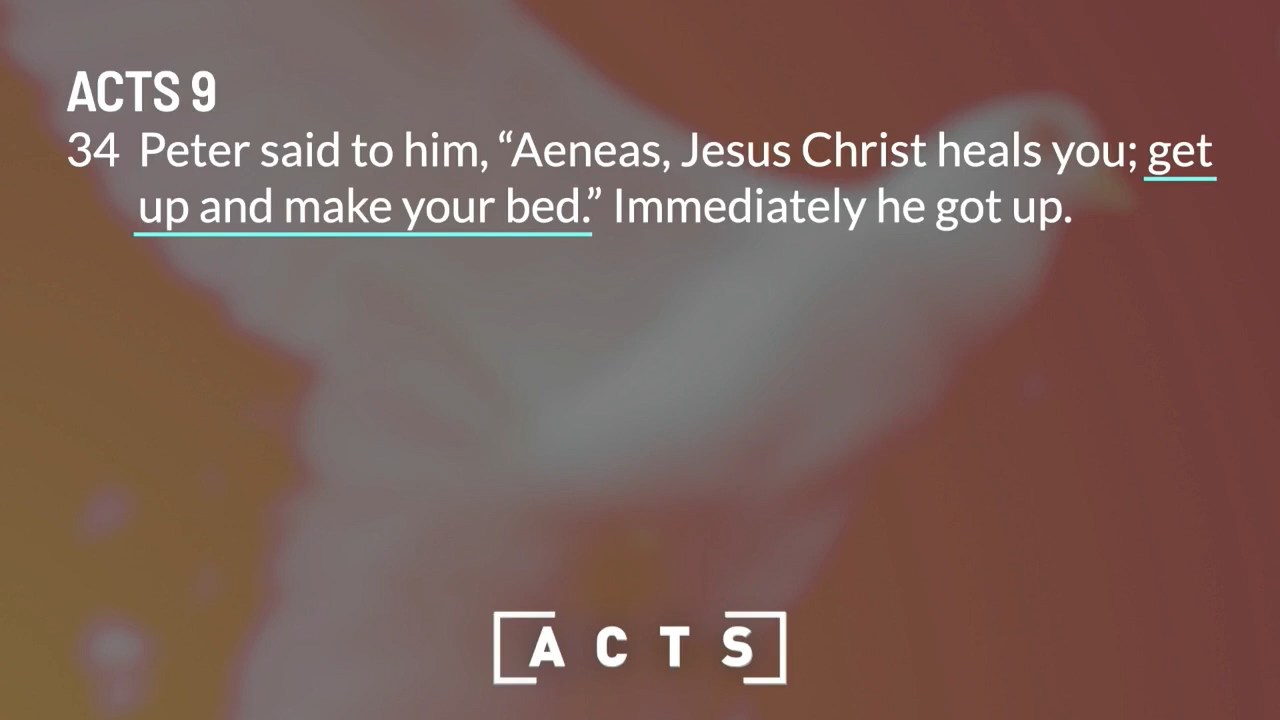 ACTS 9
34 Peter said to him, “Aeneas, Jesus Christ heals you; get
up and make your bed.” Immediately he got up.
ACTS